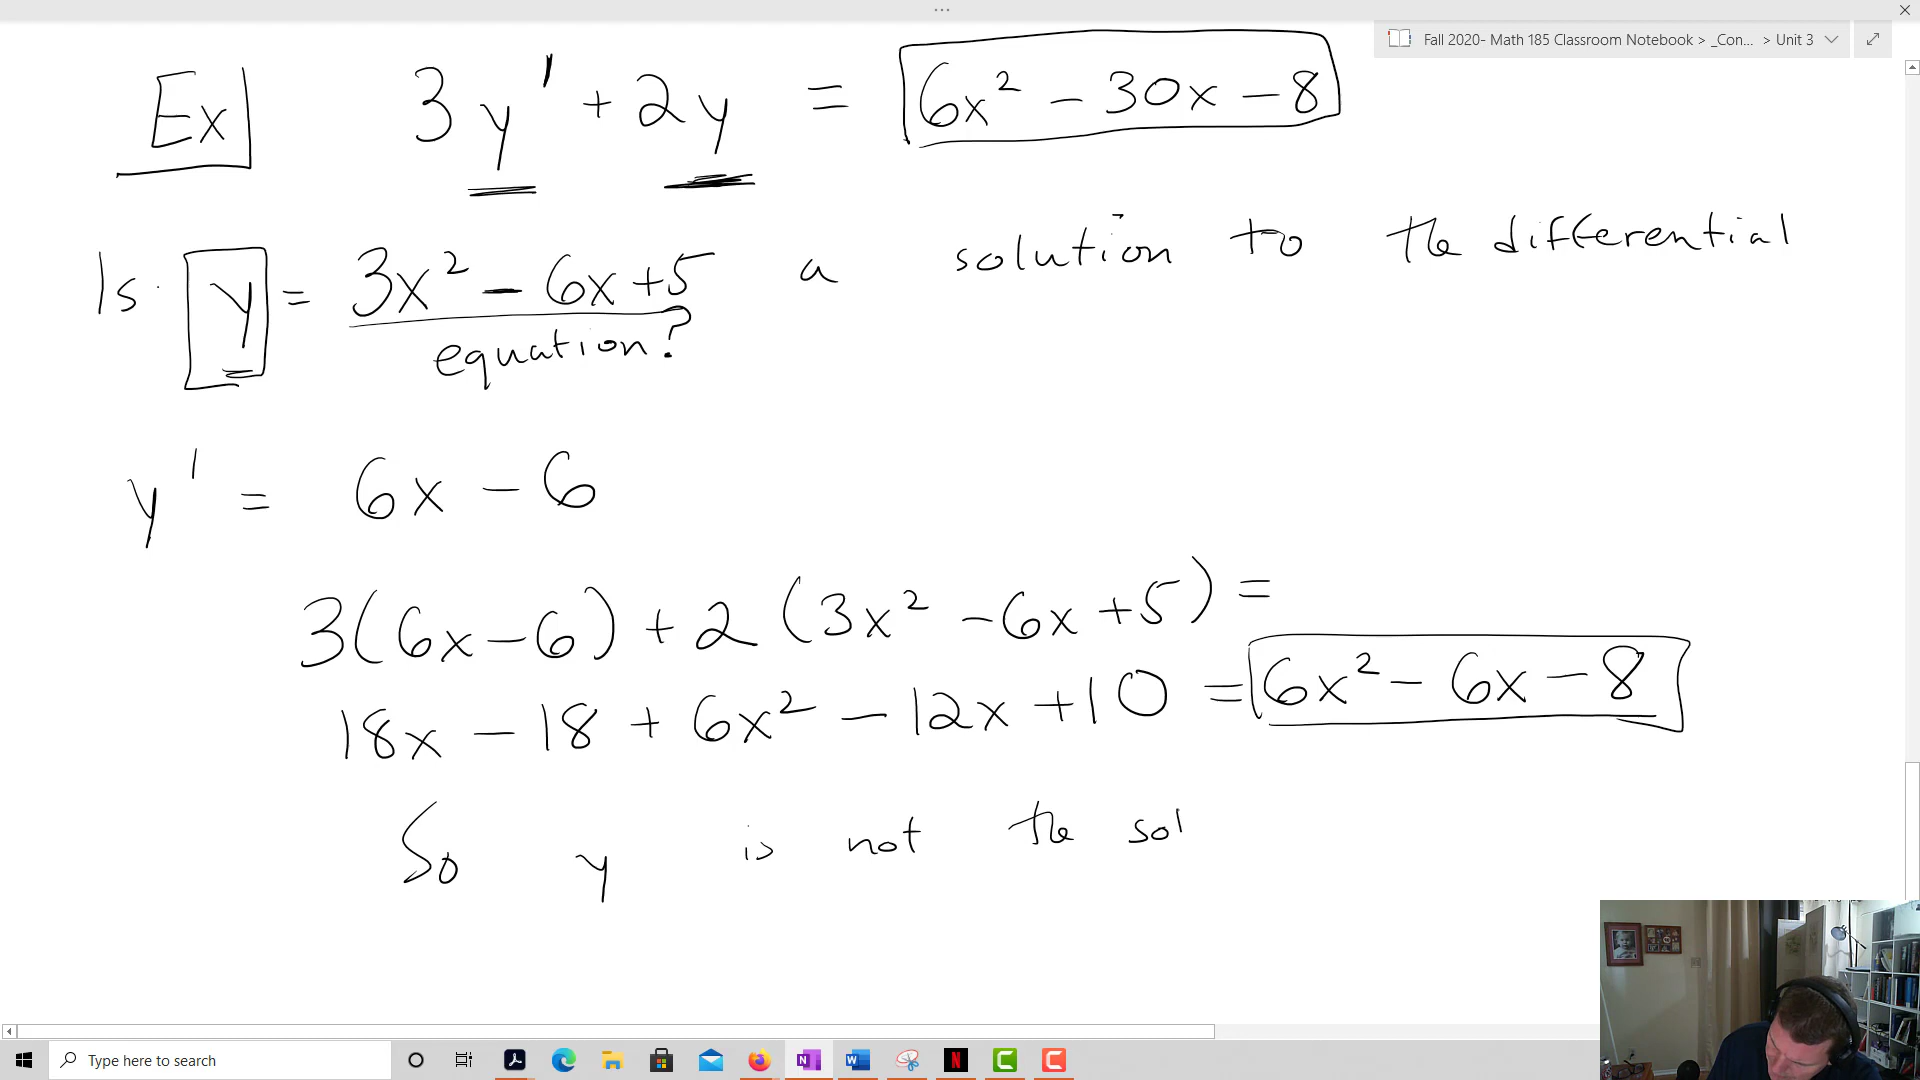 Fall 2020- Math 185 Classroom Notebook > _Con... > Unit 3
Ex 3y' + 2y = 6x² - 30x - 8
Is y = 3x² - 6x + 5 a solution to the differential
equation?
y' = 6x - 6
3(6x - 6) + 2(3x² - 6x + 5) =
18x - 18 + 6x² - 12x + 10 = 6x² - 6x - 8
So y is not the sol
Type here to search